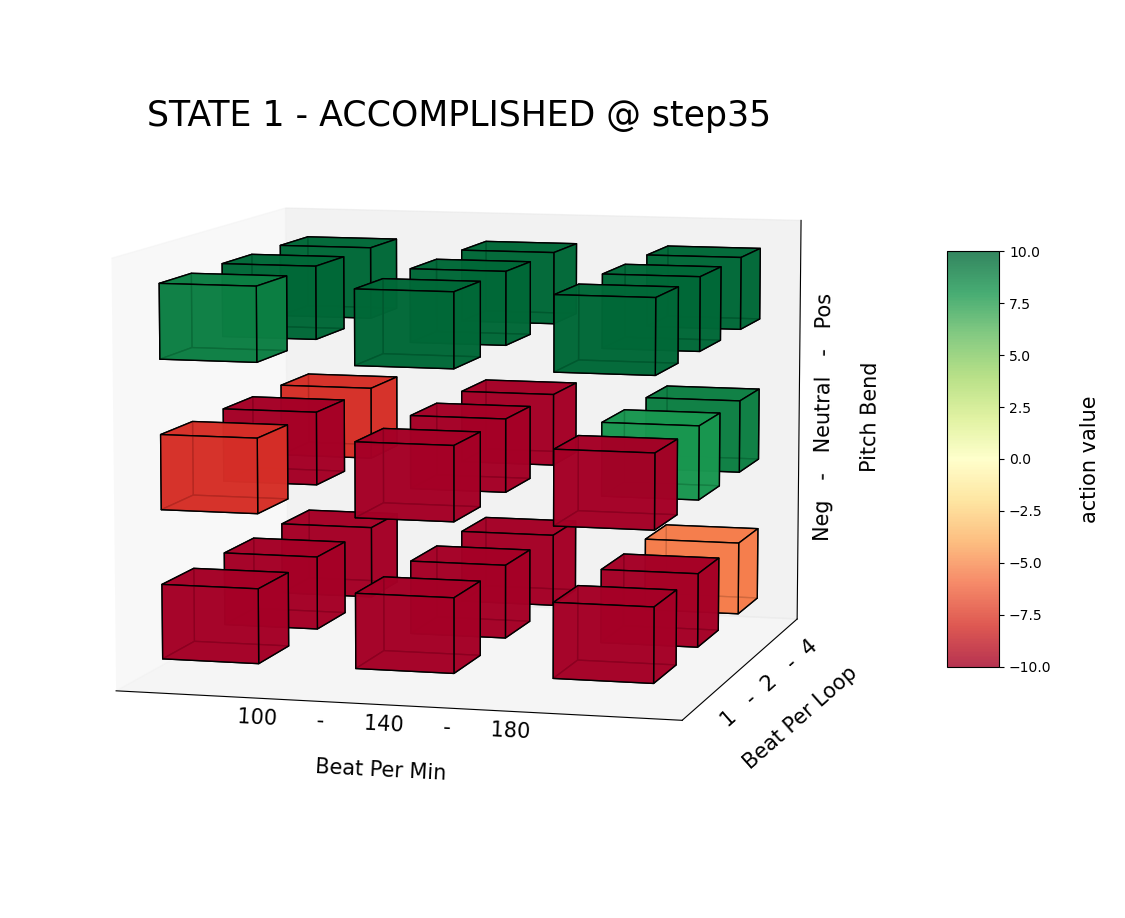 STATE 1 - ACCOMPLISHED @ step35
Neg - Neutral - Pos
Pitch Bend
100 - 140 - 180
Beat Per Min
1 - 2 - 4
Beat Per Loop
10.0
7.5
5.0
2.5
0.0
−2.5
−5.0
−7.5
−10.0
action value